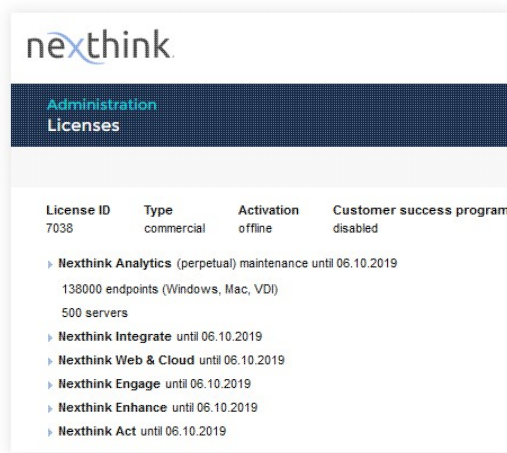 nexthink
Administration
Licenses
License ID Type Activation Customer success program
7038 commercial offline disabled
Nexthink Analytics (perpetual) maintenance until 06.10.2019
138000 endpoints (Windows, Mac, VDI)
500 servers
Nexthink Integrate until 06.10.2019
Nexthink Web & Cloud until 06.10.2019
Nexthink Engage until 06.10.2019
Nexthink Enhance until 06.10.2019
Nexthink Act until 06.10.2019